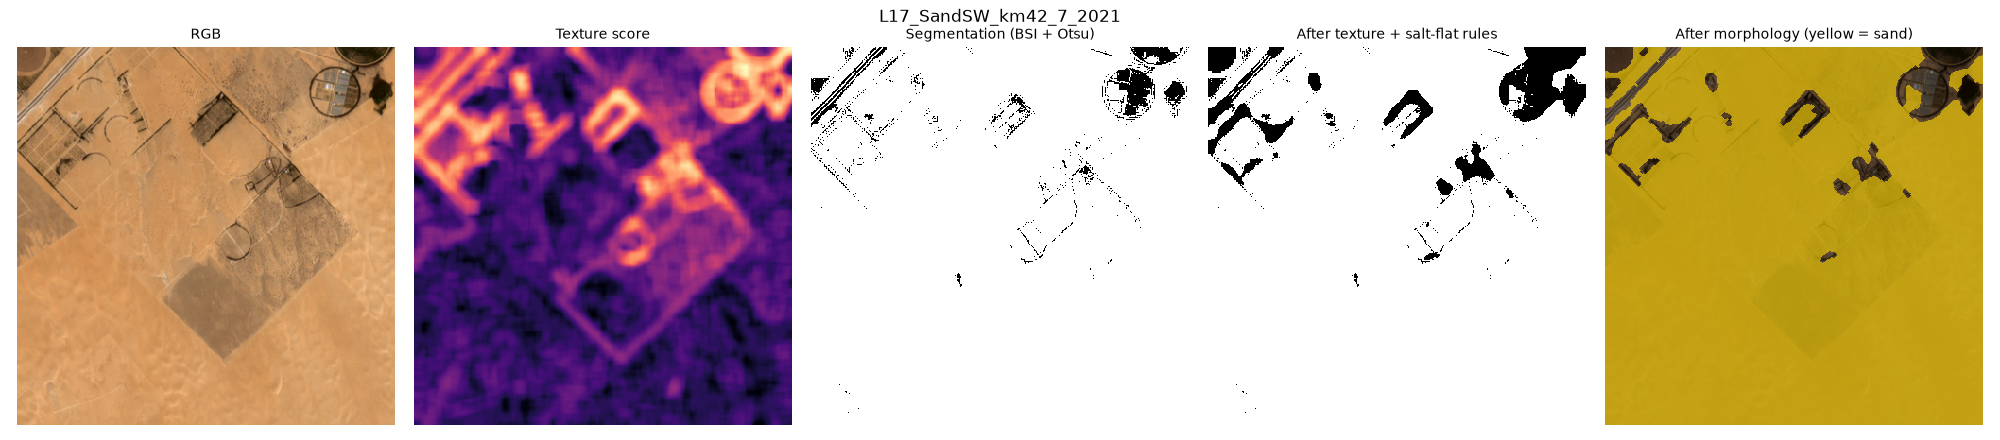 L17_SandSW_km42_7_2021
RGB
Texture score
Segmentation (BSI + Otsu)
After texture + salt-flat rules
After morphology (yellow = sand)